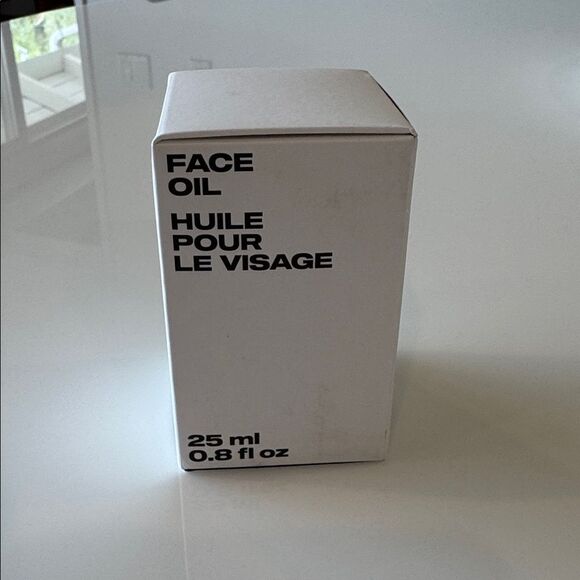 FACE
OIL
HUILE
POUR
LE VISAGE
25 ml
0.8 fl oz